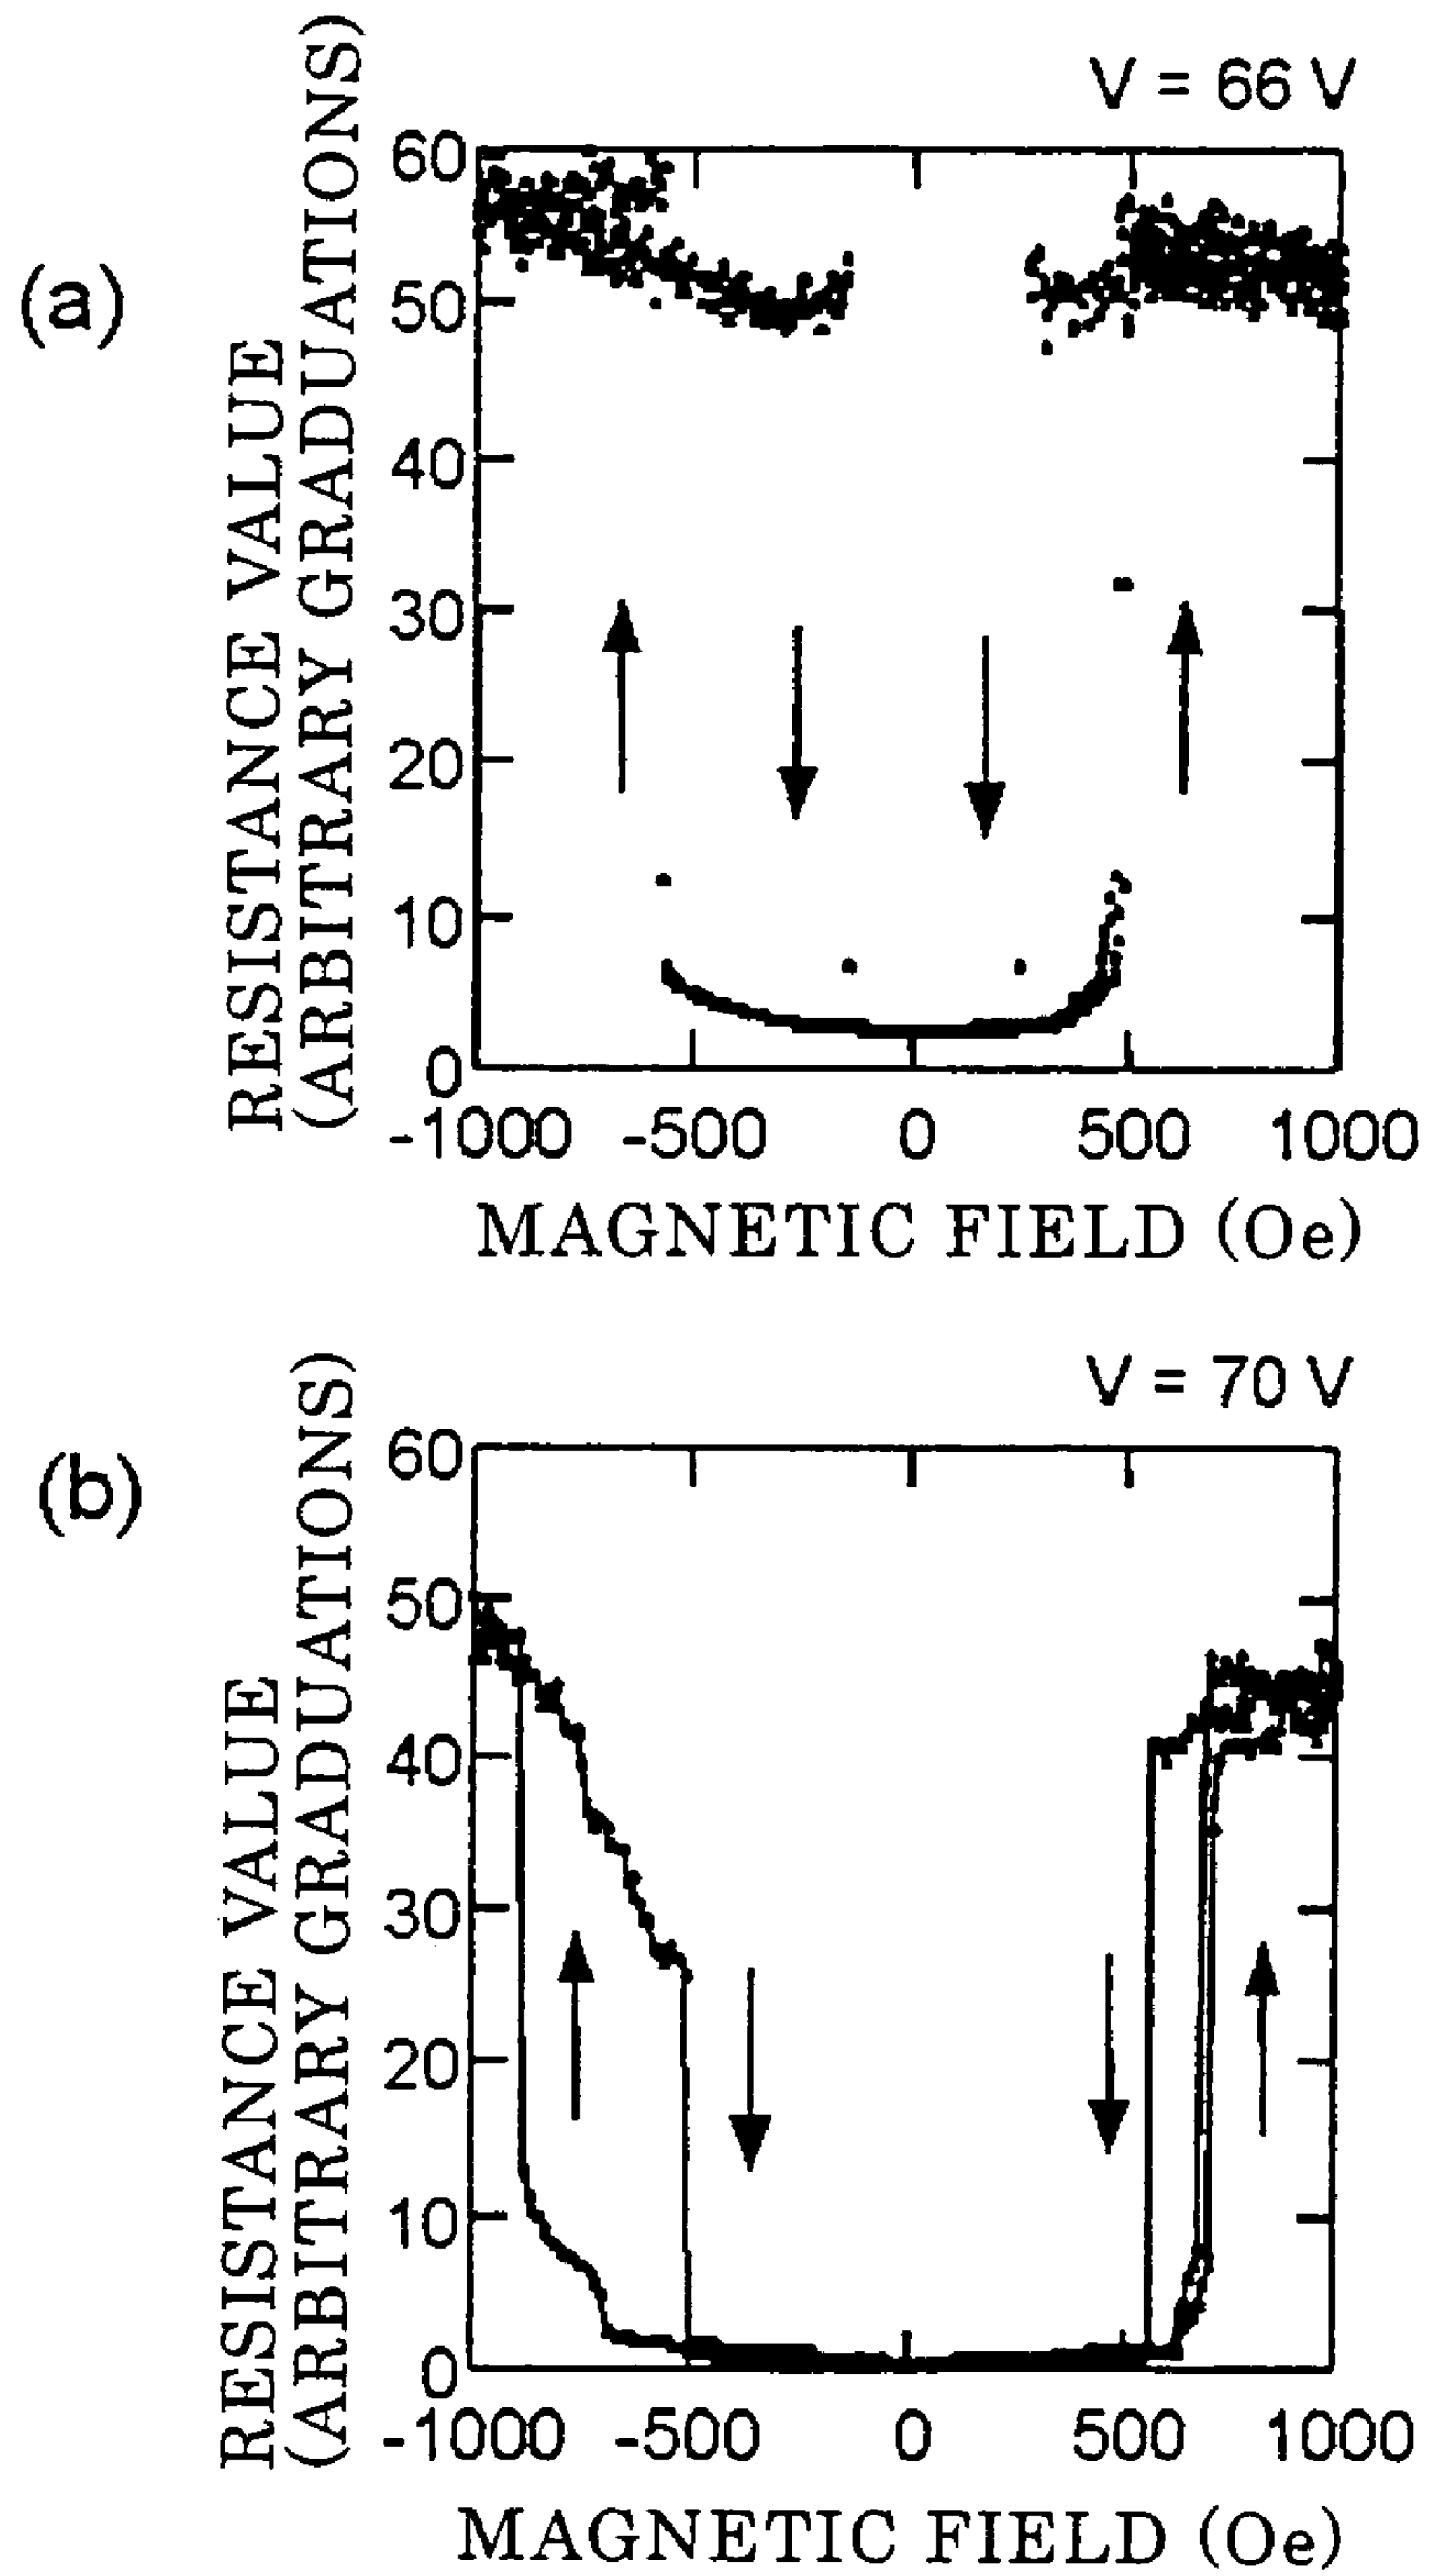 V = 66 V
(a)
RESISTANCE VALUE
(ARBITRARY GRADUATIONS)
60
50
40
30
20
10
0
-1000 -500 0 500 1000
MAGNETIC FIELD (Oe)
V = 70 V
(b)
RESISTANCE VALUE
(ARBITRARY GRADUATIONS)
60
50
40
30
20
10
0
-1000 -500 0 500 1000
MAGNETIC FIELD (Oe)